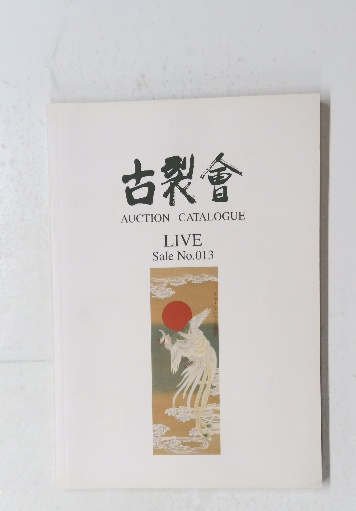 古裂會
AUCTION CATALOGUE
LIVE
Sale No.013